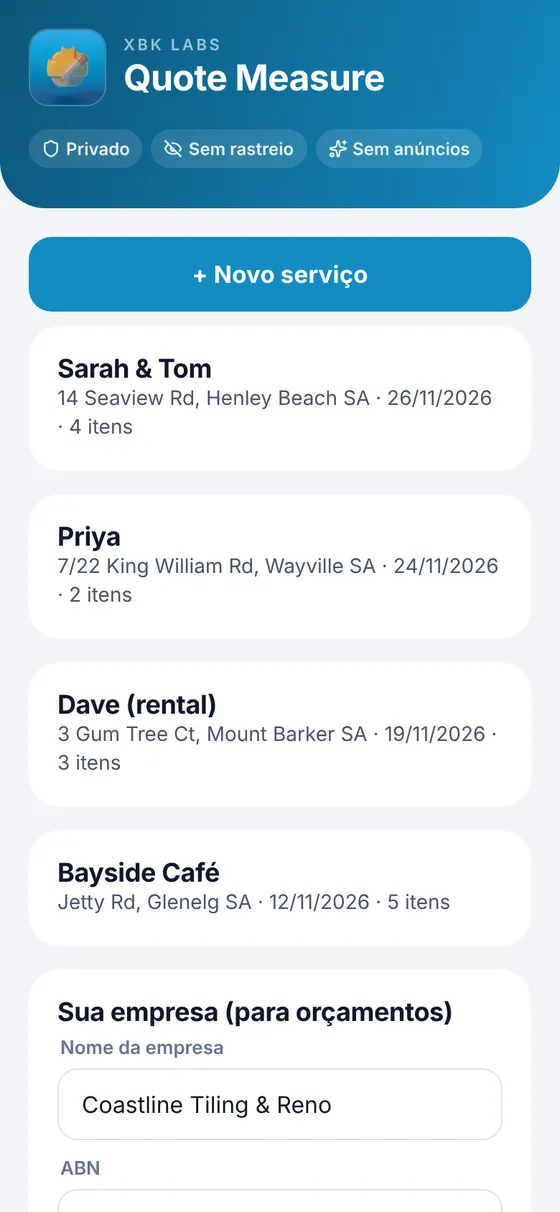 XBK LABS
Quote Measure
Privado
Sem rastreio
Sem anúncios
+ Novo serviço
Sarah & Tom
14 Seaview Rd, Henley Beach SA · 26/11/2026
· 4 itens
Priya
7/22 King William Rd, Wayville SA · 24/11/2026
· 2 itens
Dave (rental)
3 Gum Tree Ct, Mount Barker SA · 19/11/2026 ·
3 itens
Bayside Café
Jetty Rd, Glenelg SA · 12/11/2026 · 5 itens
Sua empresa (para orçamentos)
Nome da empresa
Coastline Tiling & Reno
ABN